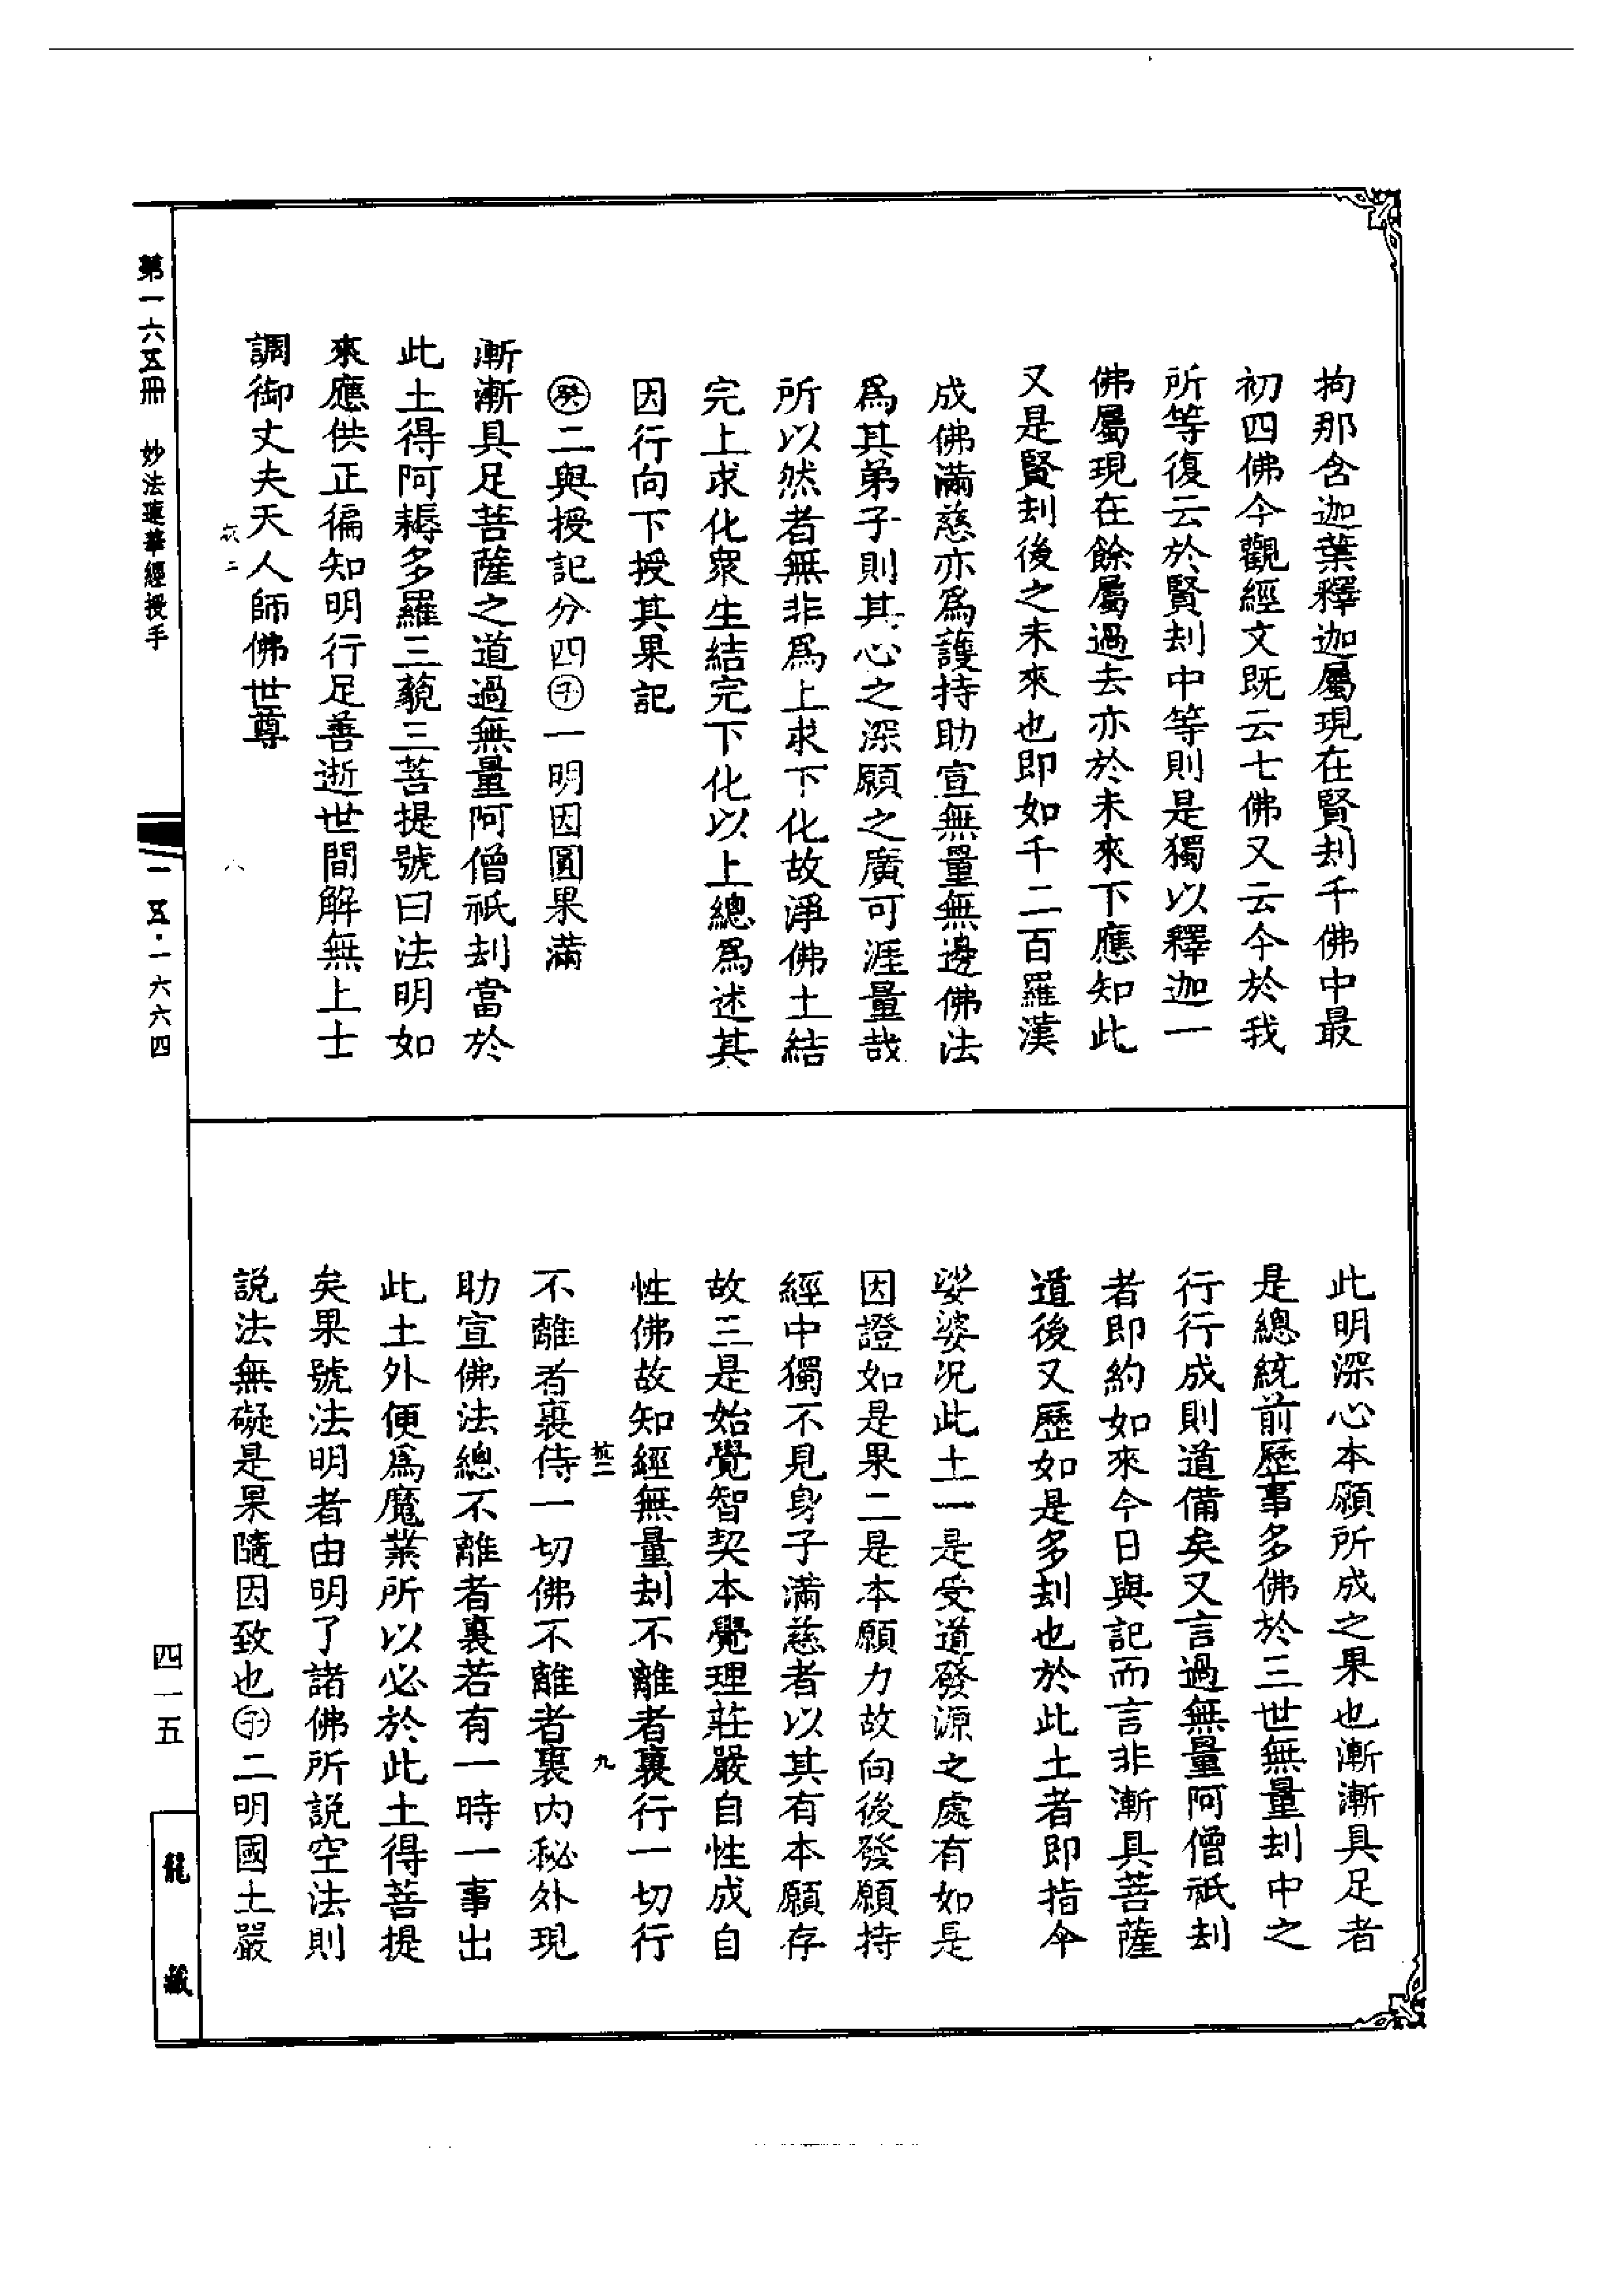 拘那含迦葉釋迦屬現在賢刦千佛中最
初四佛今觀經文既云七佛又云今於我
所等復云於賢刦中等則是獨以釋迦一
佛屬現在餘屬過去亦於未來下應知此
又是賢刦後之未來也即如千二百羅漢
成佛滿慈亦爲護持助宣無量無邊佛法
爲其弟子則其心之深願之廣可涯量哉
所以然者無非爲上求下化故淨佛土結
完上求化衆生結完下化以上總爲述其
因行向下授其果記
㊋二與授記分四㊊一明因圓果滿
漸漸具足菩薩之道過無量阿僧祇刦當於
此土得阿耨多羅三藐三菩提號曰法明如
來應供正徧知明行足善逝世間解無上士
調御丈夫天人師佛世尊
八
此明深心本願所成之果也漸漸具足者
是總統前歷事多佛於三世無量刦中之
行行成則道備矣又言過無量阿僧祇刦
者即約如來今日與記而言非漸具菩薩
道後又歷如是多刦也於此土者即指今
娑婆況此土一是受道發源之處有如是
因證如是果二是本願力故向後發願持
經中獨不見身子滿慈者以其有本願存
故三是始覺智契本覺理莊嚴自性成自
性佛故知經無量刦不離者裏行一切行
九
不離者裏侍一切佛不離者裏內秘外現
助宣佛法總不離者裏若有一時一事出
此土外便爲魔業所以必於此土得菩提
矣果號法明者由明了諸佛所説空法則
説法無礙是果隨因致也子二明國土嚴
第一六五冊 妙法蓮華經授手
一五·一六六四
四一五
龍藏